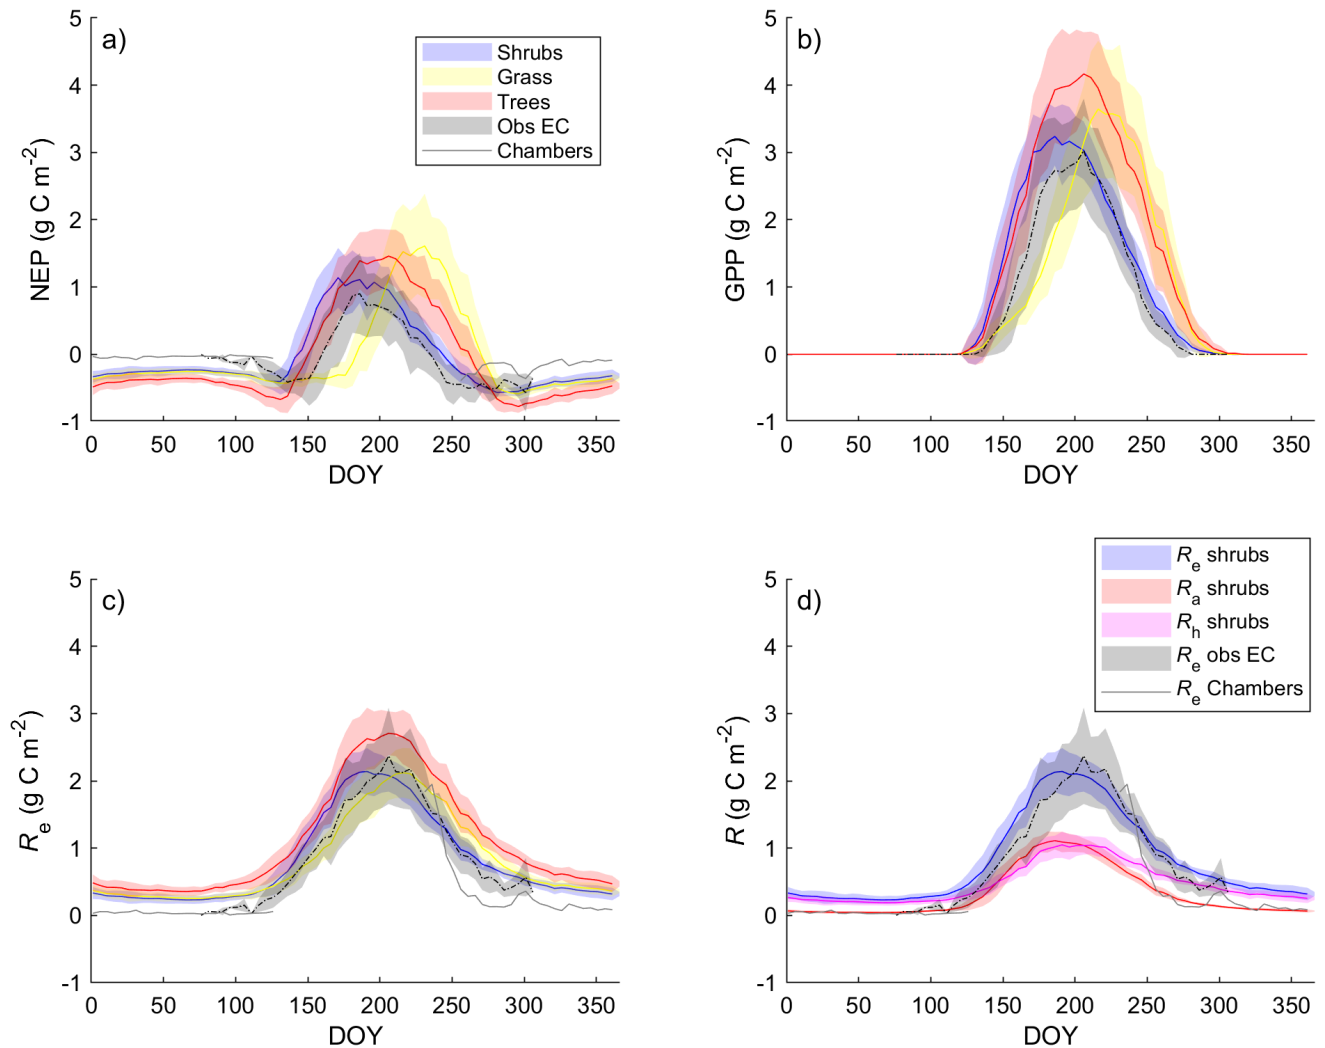 a)
NEP (g C m-2)
5
4
3
2
1
0
-1
0 50 100 150 200 250 300 350
DOY
Shrubs
Grass
Trees
Obs EC
Chambers
b)
GPP (g C m-2)
5
4
3
2
1
0
-1
0 50 100 150 200 250 300 350
DOY
c)
Re (g C m-2)
5
4
3
2
1
0
-1
0 50 100 150 200 250 300 350
DOY
d)
R (g C m-2)
5
4
3
2
1
0
-1
0 50 100 150 200 250 300 350
DOY
Re shrubs
Ra shrubs
Rh shrubs
Re obs EC
Re Chambers